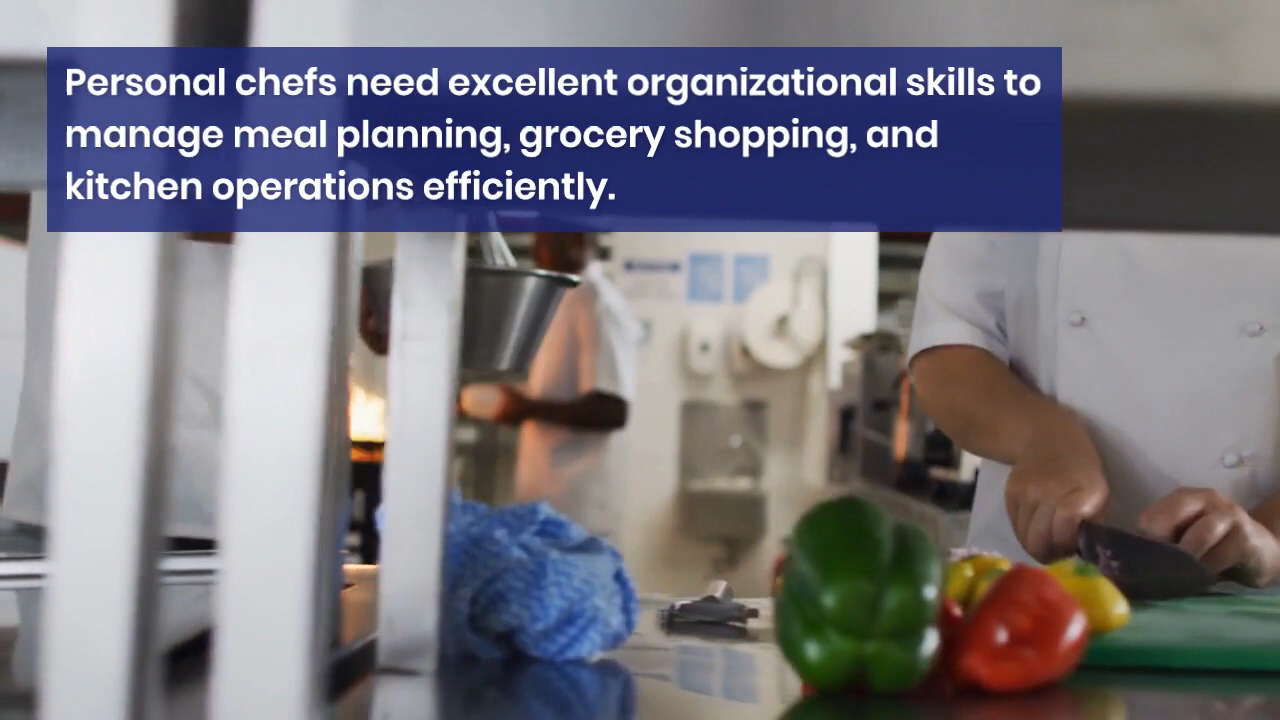 Personal chefs need excellent organizational skills to
manage meal planning, grocery shopping, and
kitchen operations efficiently.